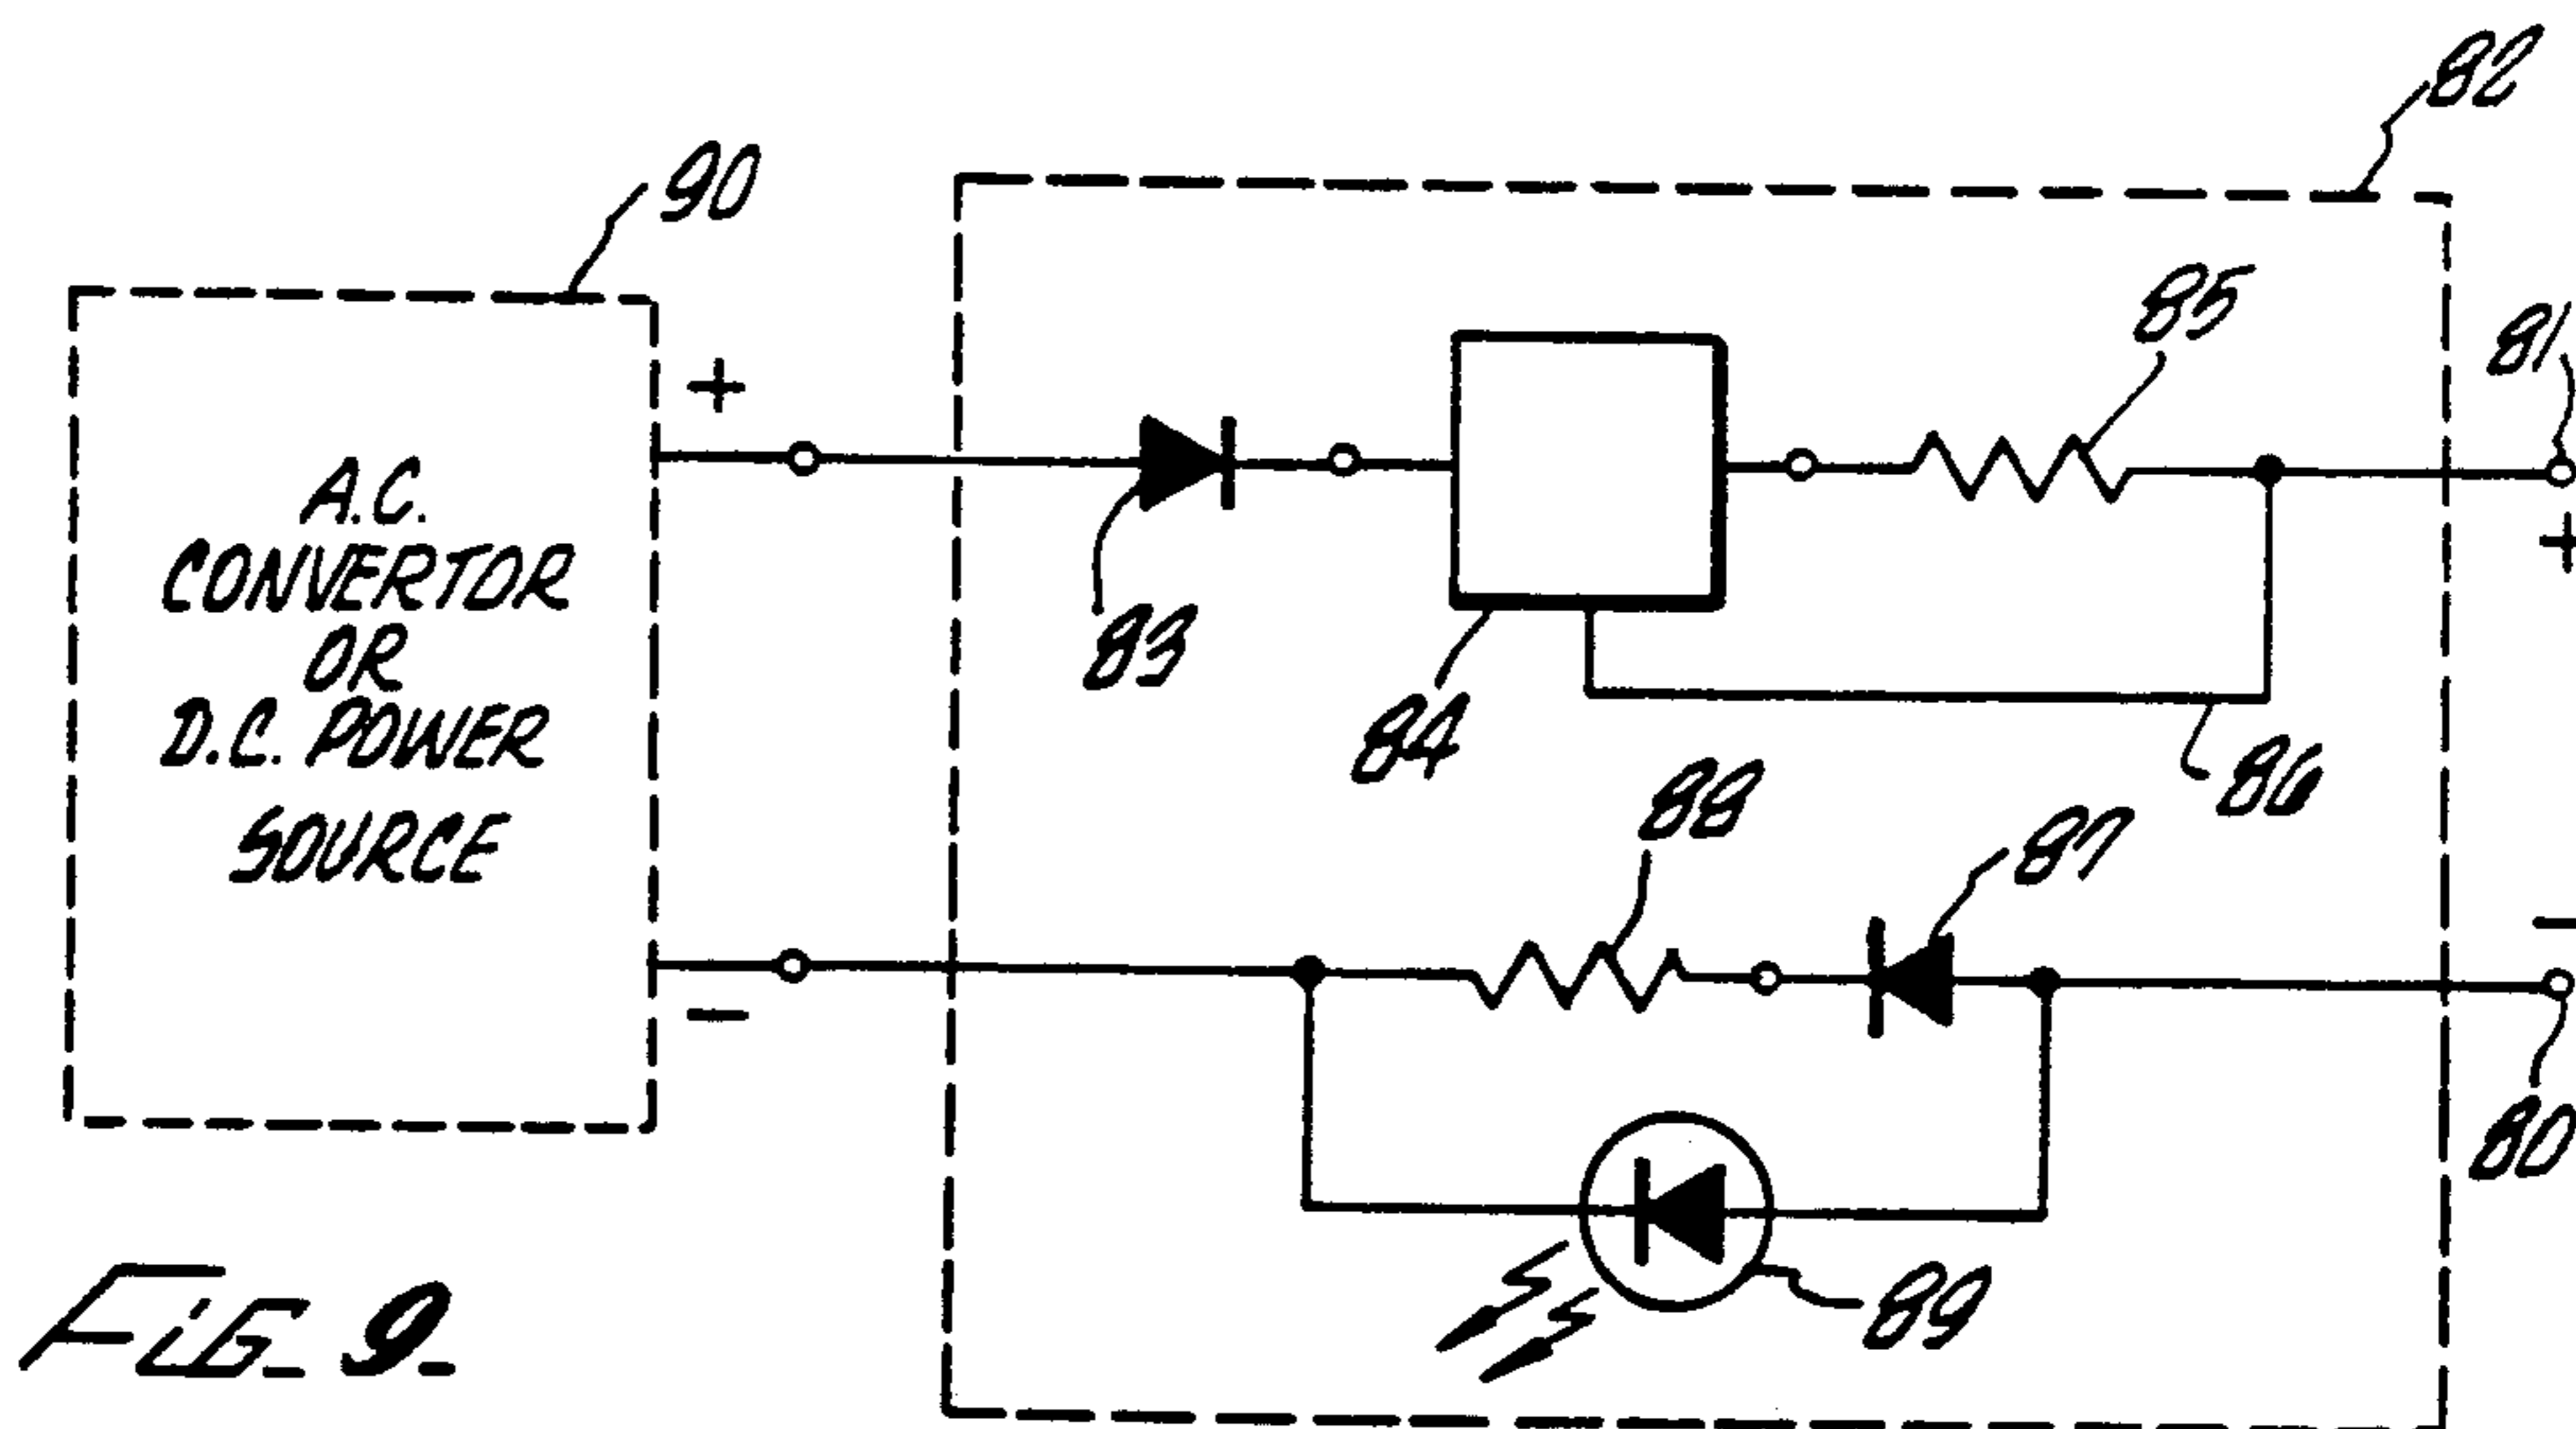 82
90
85
81
+
+
A.C.
CONVERTOR
OR
D.C. POWER
SOURCE
83
84
86
88
87
-
-
80
89
FIG. 9.